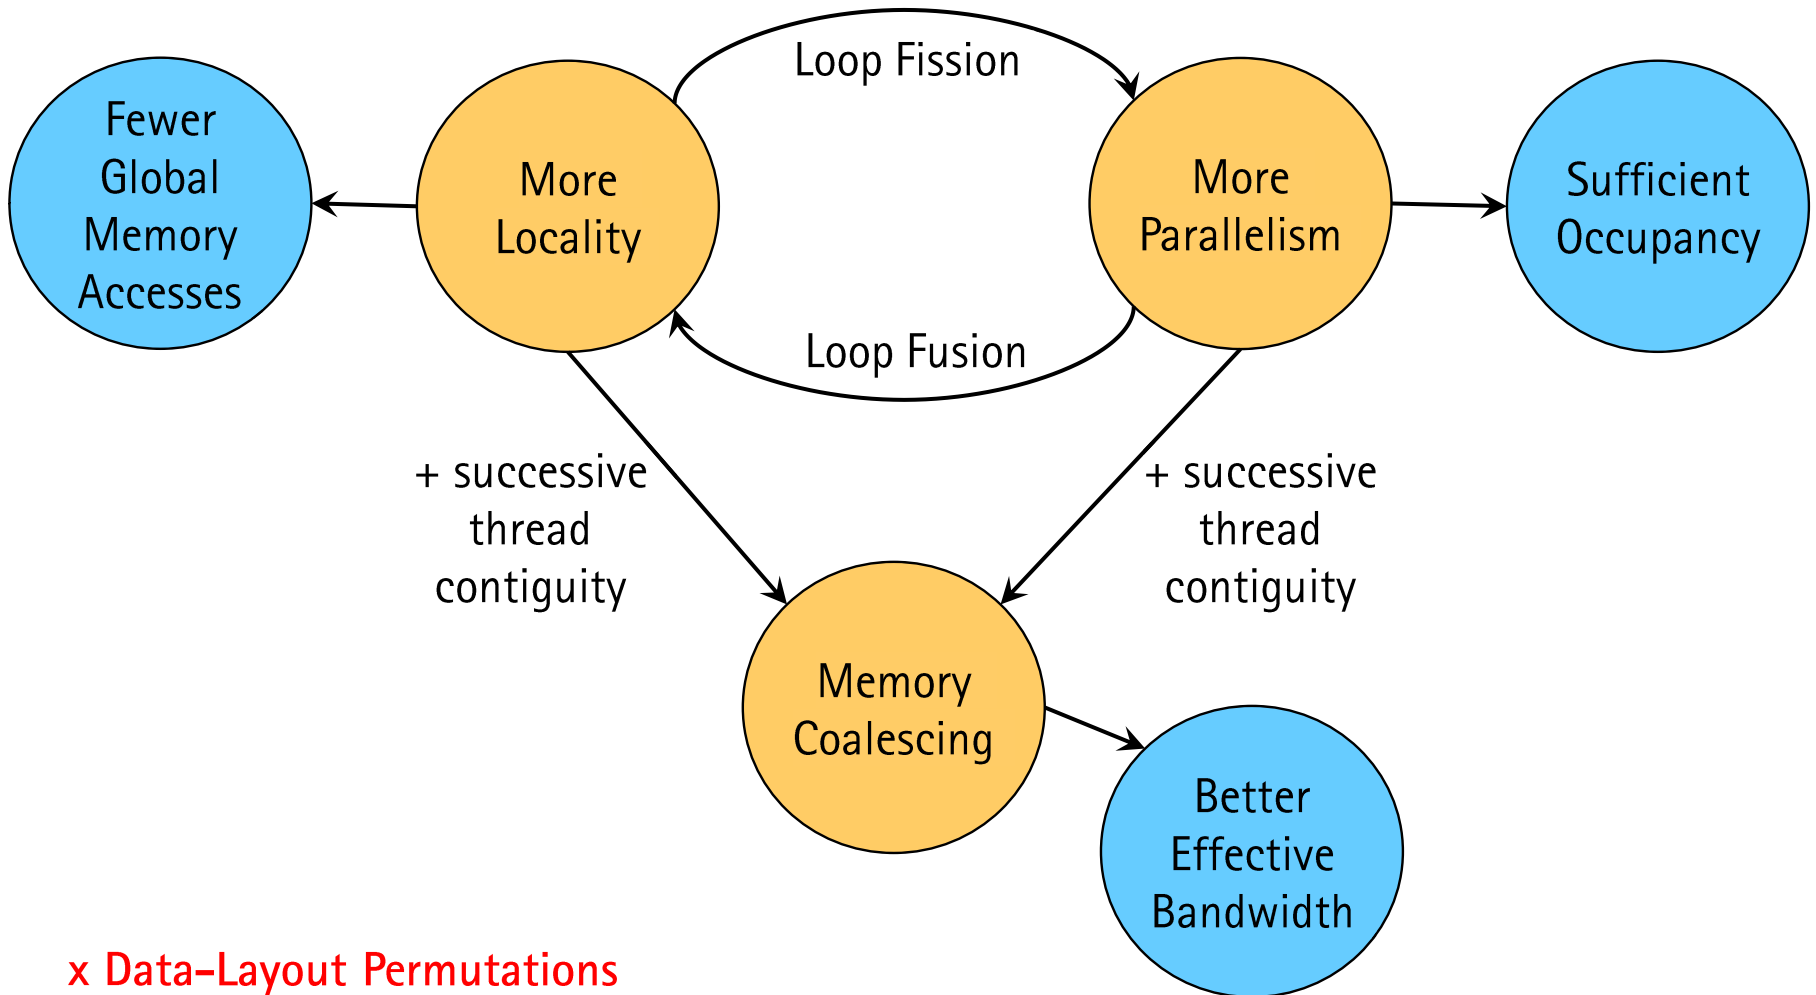 Loop Fission
Fewer
Global
Memory
Accesses
More
Locality
More
Parallelism
Sufficient
Occupancy
Loop Fusion
+ successive
thread
contiguity
+ successive
thread
contiguity
Memory
Coalescing
Better
Effective
Bandwidth
x Data-Layout Permutations